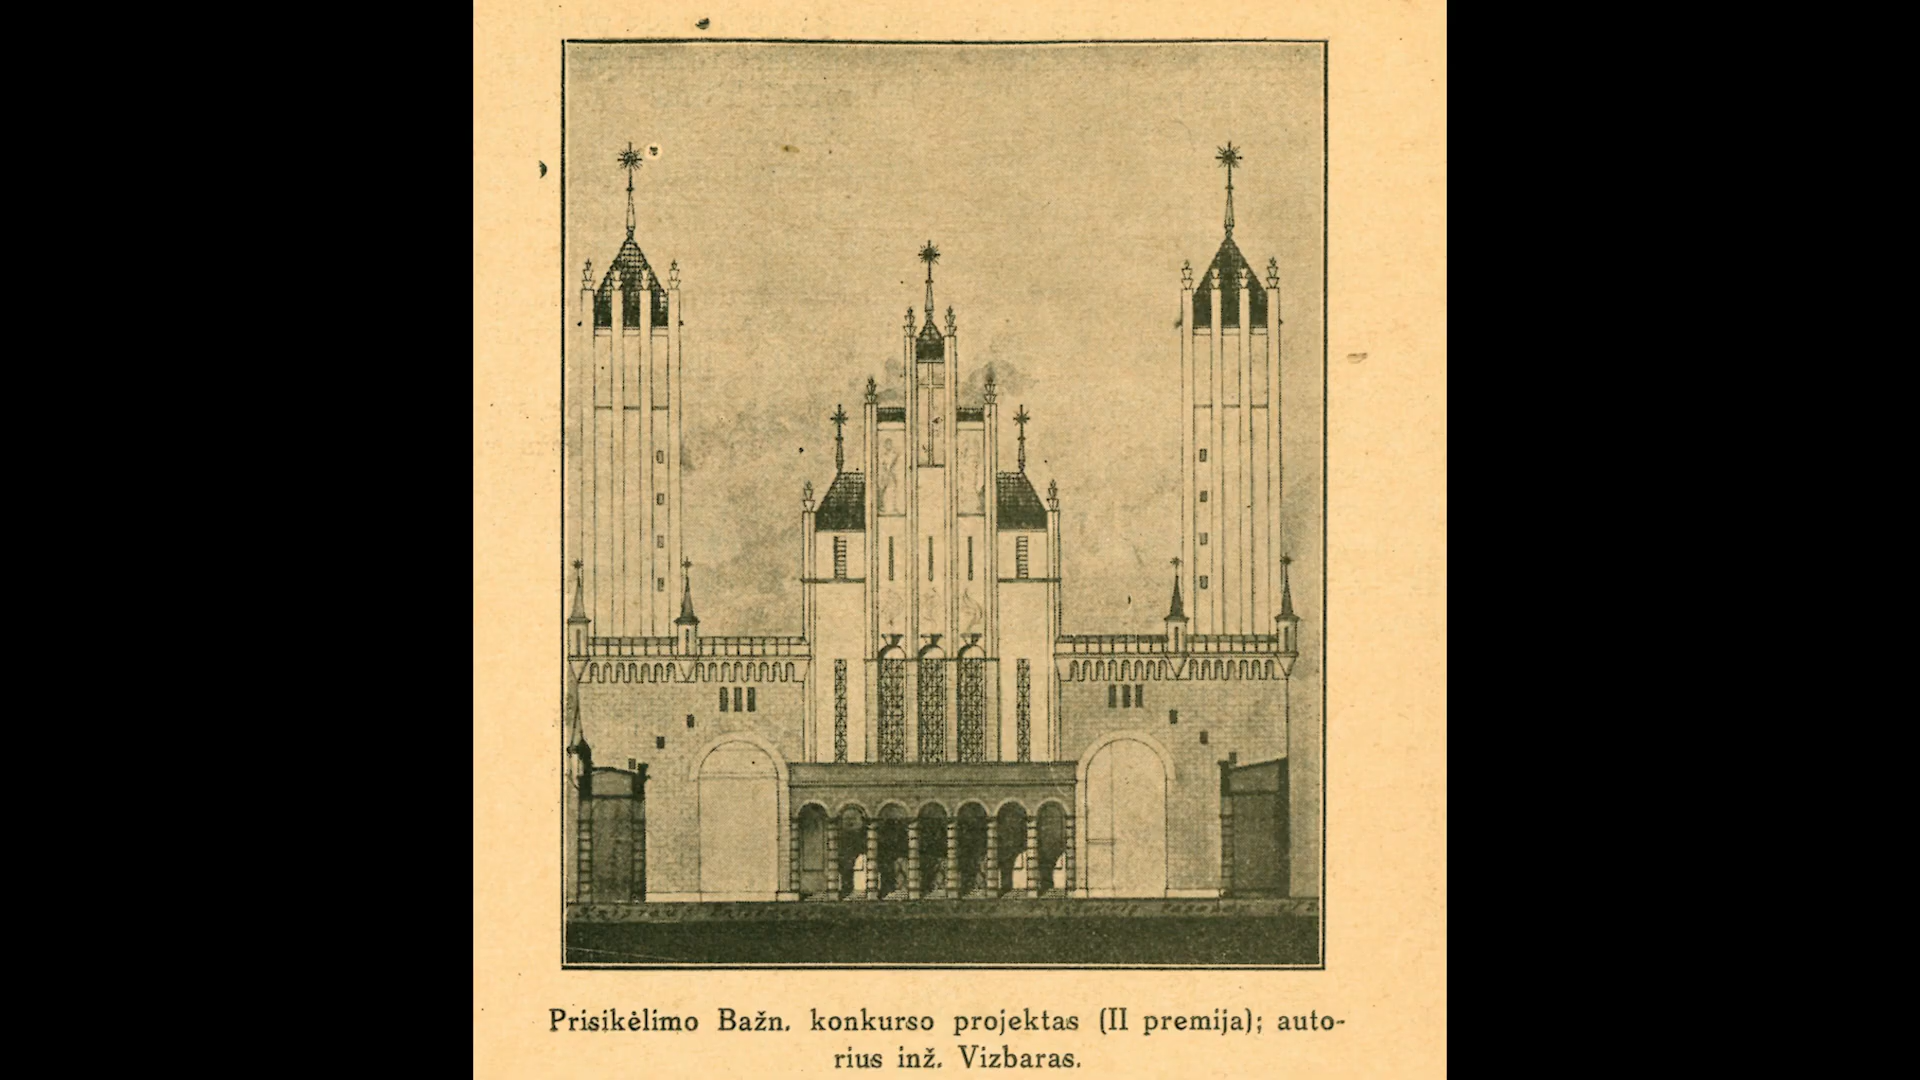 Prisikėlimo Bažn. konkurso projektas (II premija); auto-
rius inž. Vizbaras.